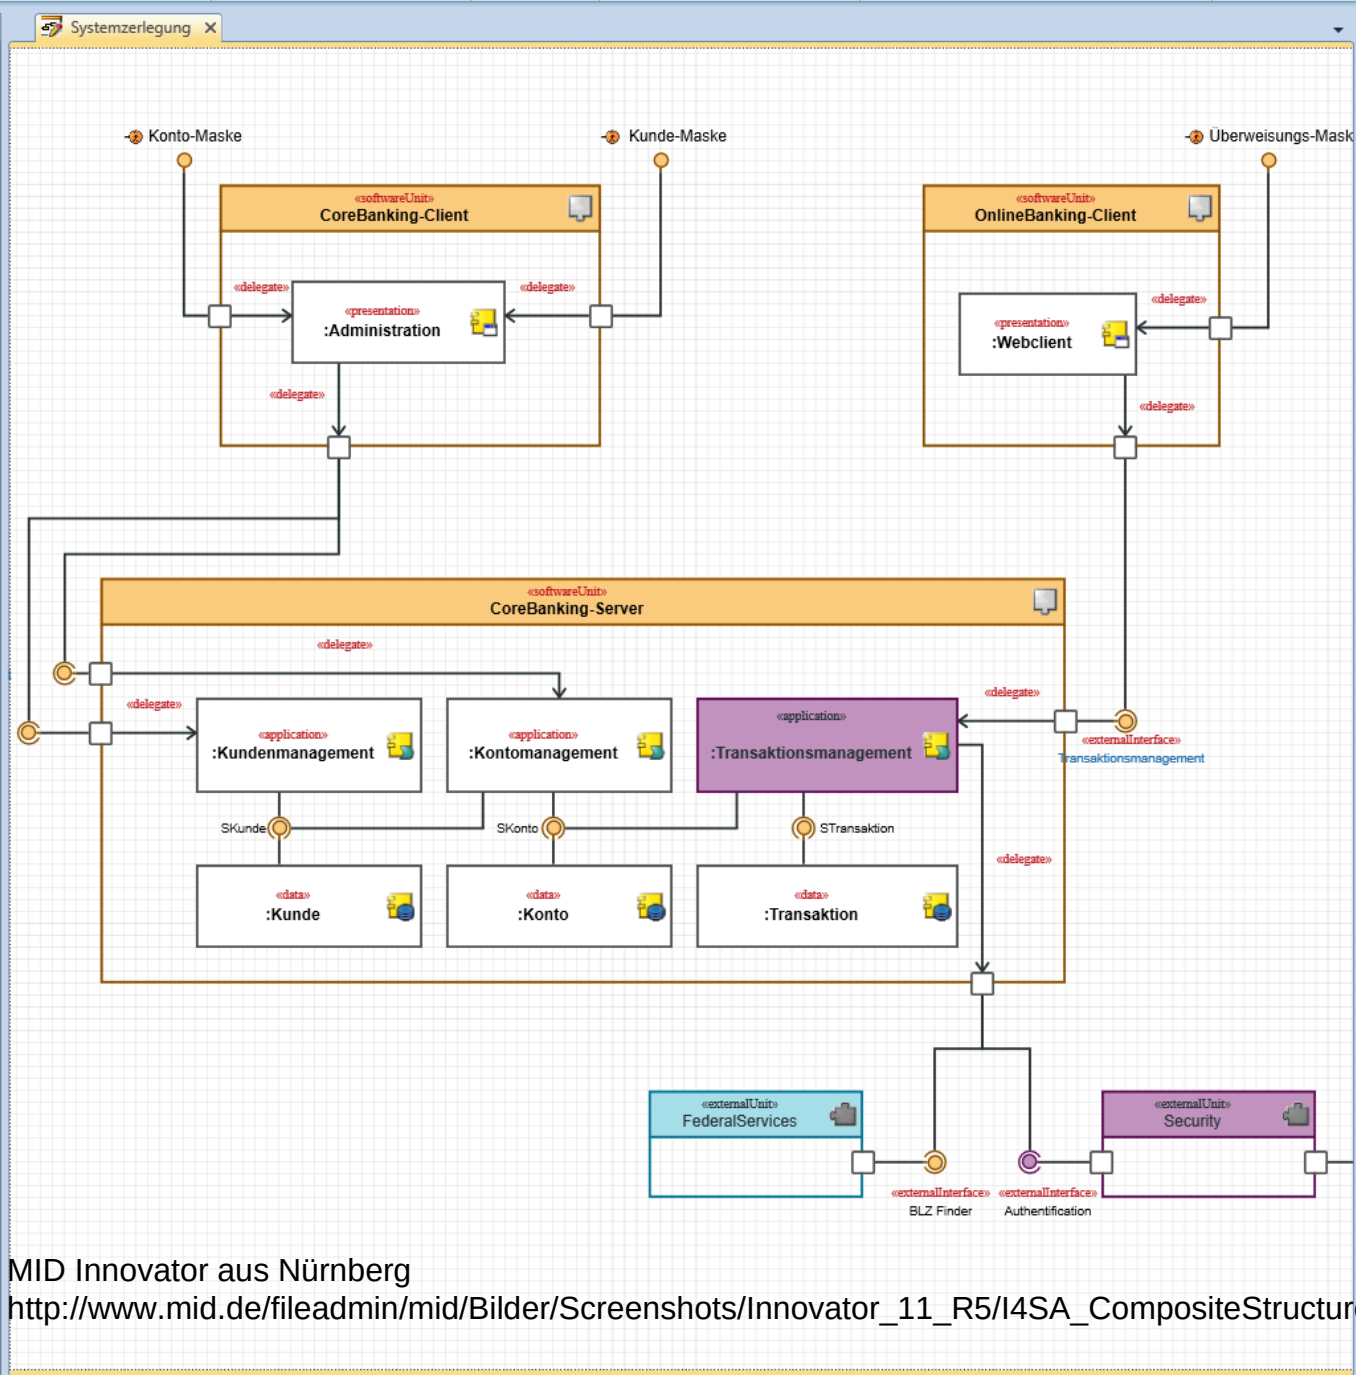 Systemzerlegung
Konto-Maske
Kunde-Maske
Überweisungs-Mask
«softwareUnit»
CoreBanking-Client
«softwareUnit»
OnlineBanking-Client
«delegate»
«delegate»
«presentation»
:Administration
«delegate»
«presentation»
:Webclient
«delegate»
«delegate»
«softwareUnit»
CoreBanking-Server
«delegate»
«delegate»
«delegate»
«application»
:Kundenmanagement
«application»
:Kontomanagement
«application»
:Transaktionsmanagement
«externalInterface»
Transaktionsmanagement
SKunde
SKonto
STransaktion
«delegate»
«data»
:Kunde
«data»
:Konto
«data»
:Transaktion
«externalUnit»
FederalServices
«externalUnit»
Security
«externalInterface»
BLZ Finder
«externalInterface»
Authentification
MID Innovator aus Nürnberg
http://www.mid.de/fileadmin/mid/Bilder/Screenshots/Innovator_11_R5/I4SA_CompositeStructur